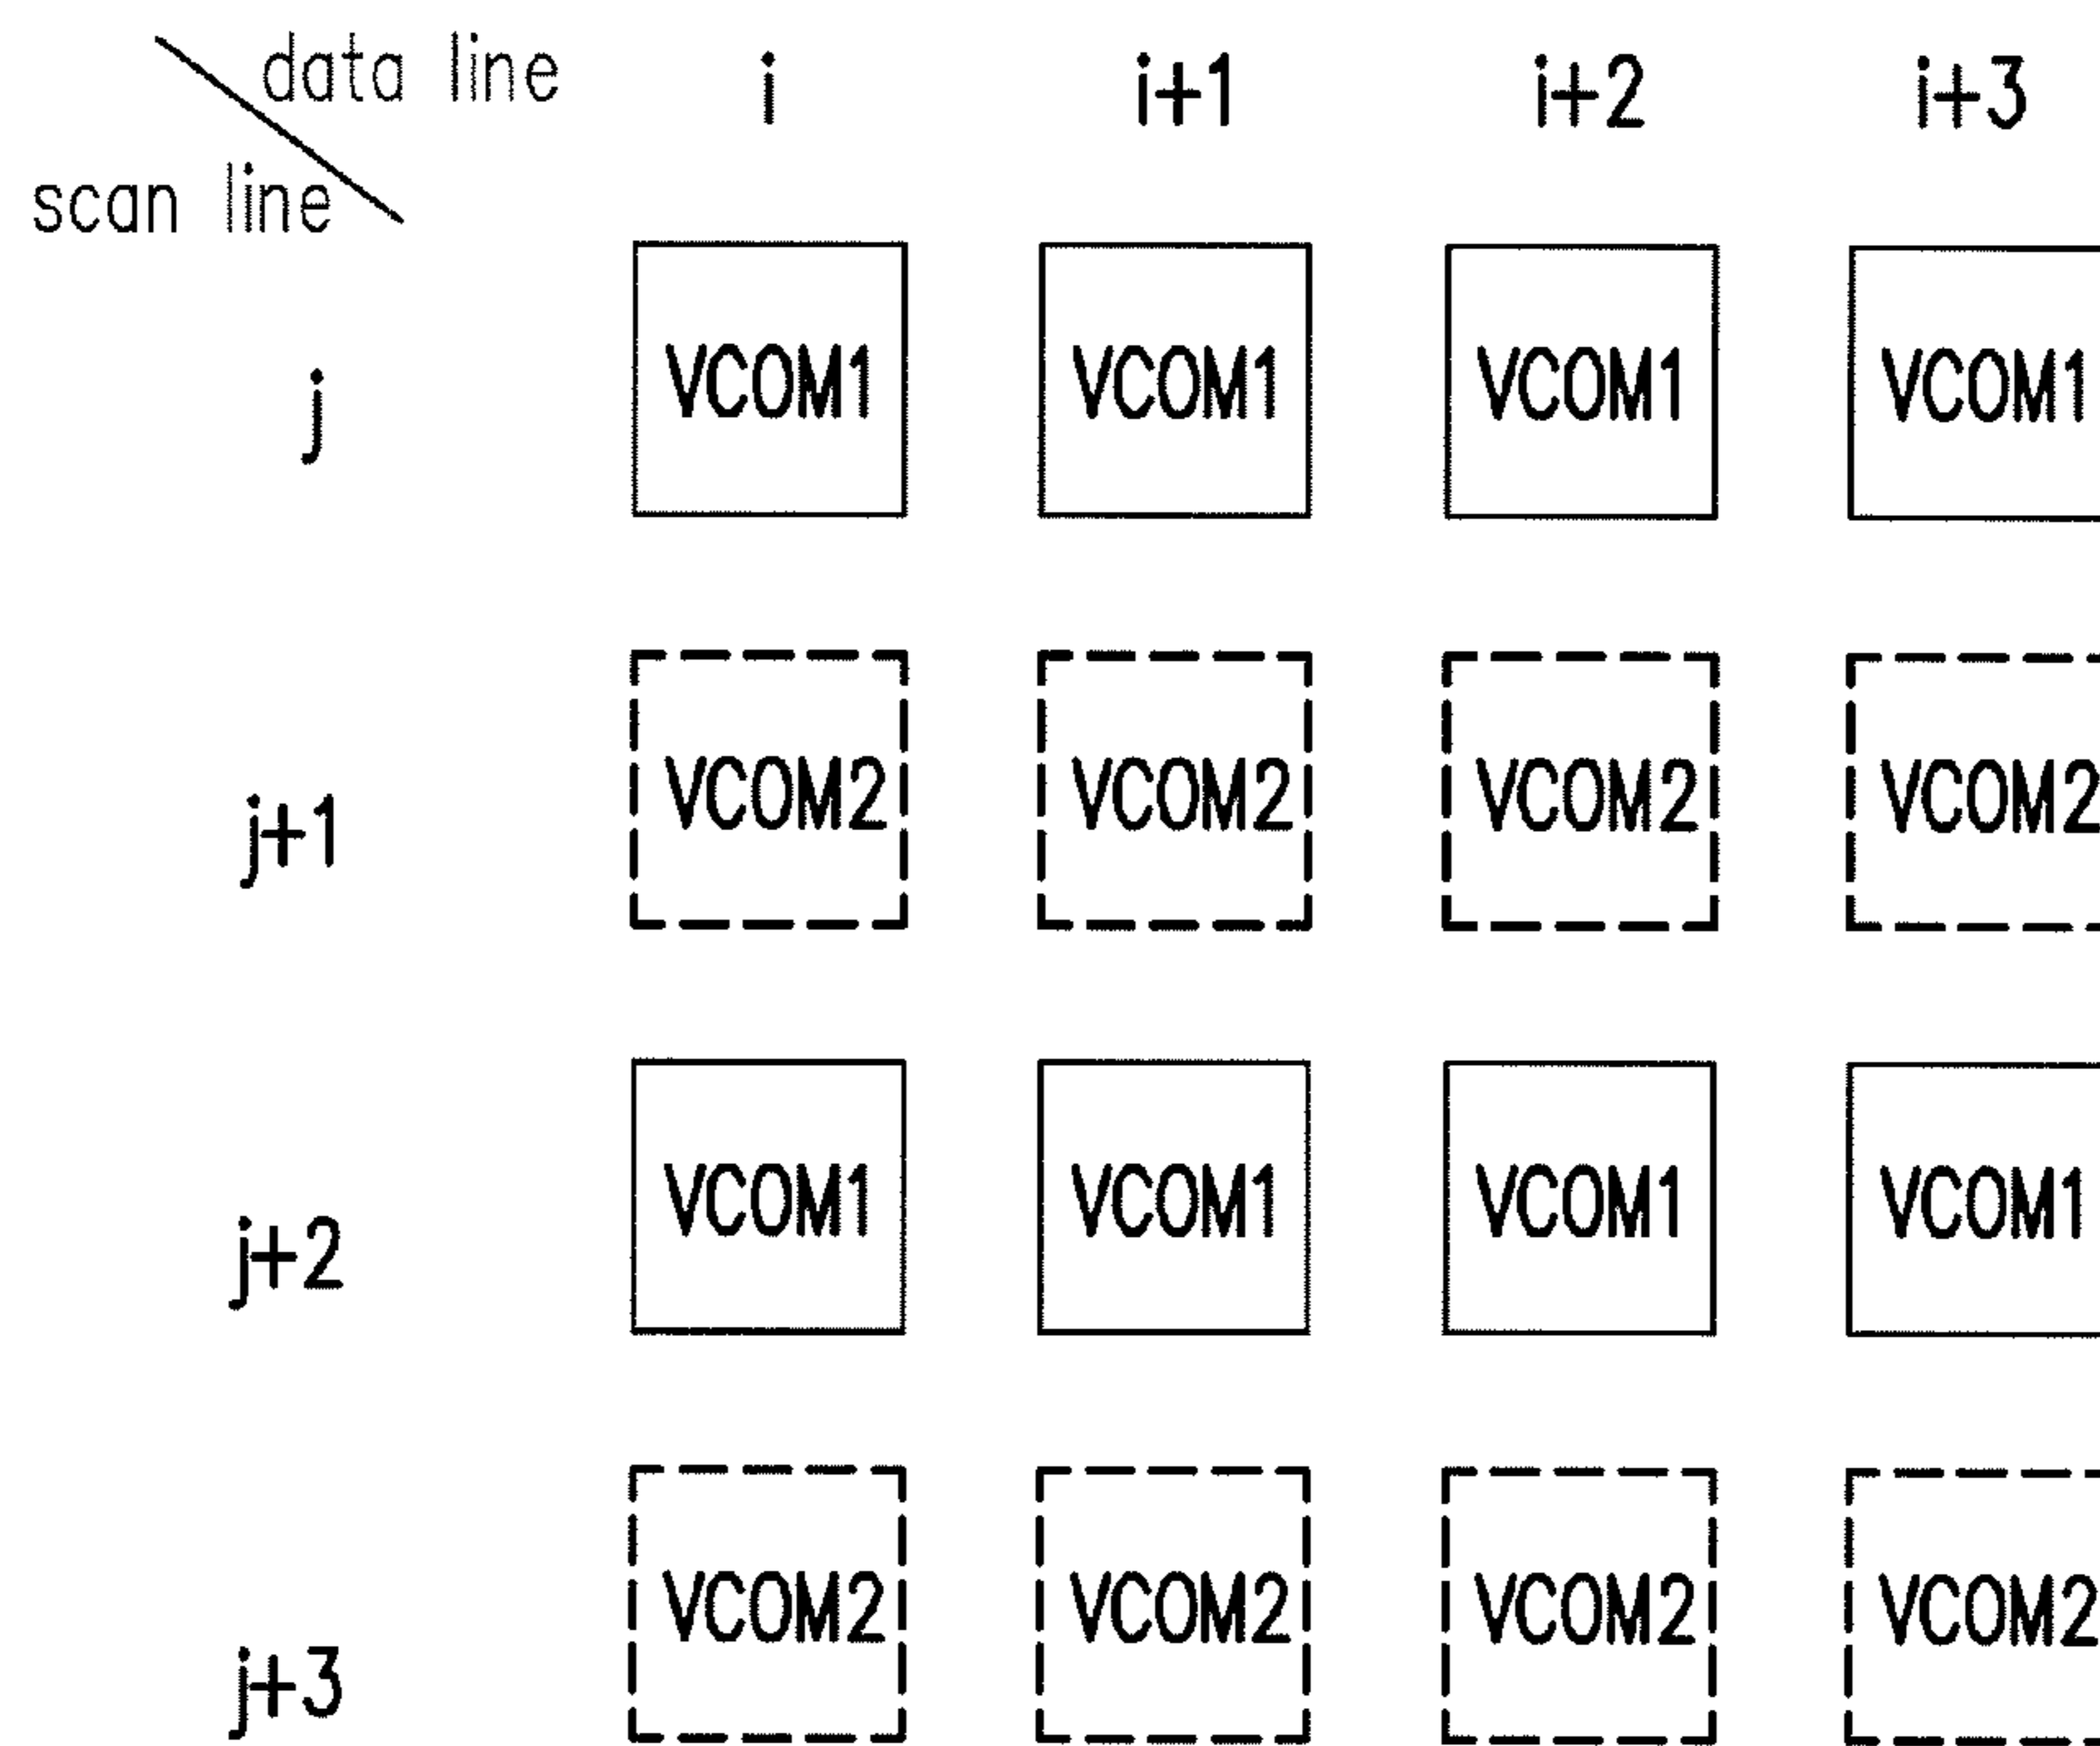 data line i i+1 i+2 i+3
scan line
j VCOM1 VCOM1 VCOM1 VCOM1
j+1 VCOM2 VCOM2 VCOM2 VCOM2
j+2 VCOM1 VCOM1 VCOM1 VCOM1
j+3 VCOM2 VCOM2 VCOM2 VCOM2